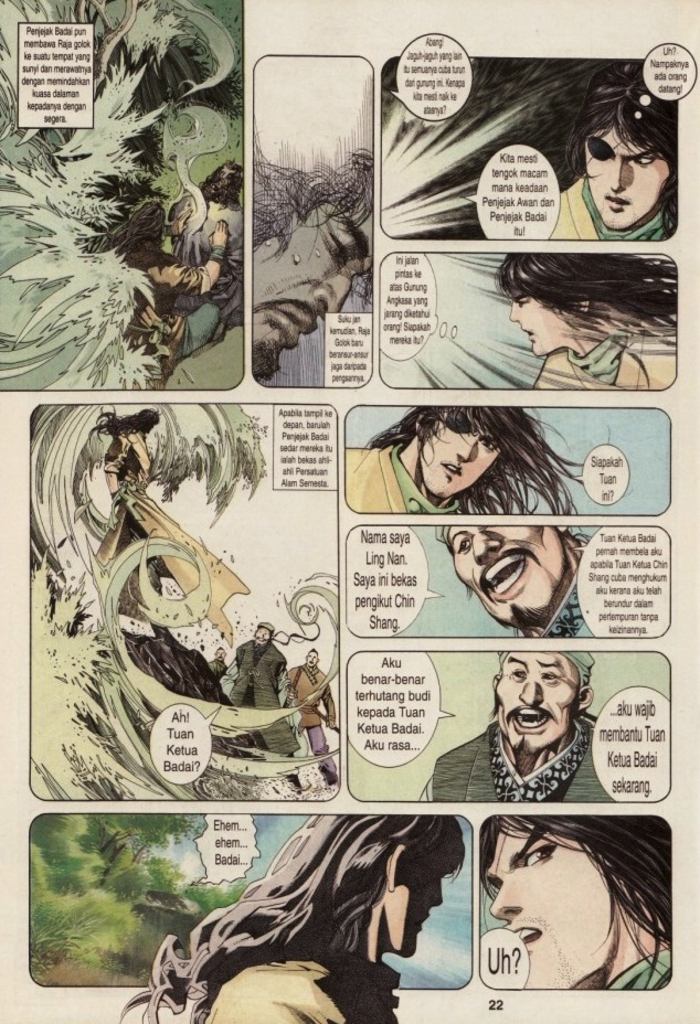 Penjejak Badai pun
membawa Raja golok
ke suatu tempat yang
sunyi dan merawatnya
dengan memindahkan
kuasa dalaman
kepadanya dengan
segera.
Suku jan
kemudian, Raja
Golok baru
beransur-ansur
jaga daripada
pengsannya.
Abang!
Jaguh-jaguh yang lain
itu semuanya cuba turun
dari gunung ini. Kenapa
kita mesti naik ke
atasnya?
Kita mesti
tengok macam
mana keadaan
Penjejak Awan dan
Penjejak Badai
itu!
Uh?
Nampaknya
ada orang
datang!
Ini jalan
pintas ke
atas Gunung
Angkasa yang
jarang diketahui
orang! Siapakah
mereka itu?
Apabila tampil ke
depan, barulah
Penjejak Badai
sedar mereka itu
ialah bekas ahli-
ahli Persatuan
Alam Semesta.
Ah!
Tuan
Ketua
Badai?
Siapakah
Tuan
ini?
Nama saya
Ling Nan.
Saya ini bekas
pengikut Chin
Shang.
Tuan Ketua Badai
pernah membela aku
apabila Tuan Ketua Chin
Shang cuba menghukum
aku kerana aku telah
berundur dalam
pertempuran tanpa
keizinannya.
Aku
benar-benar
terhutang budi
kepada Tuan
Ketua Badai.
Aku rasa...
...aku wajib
membantu Tuan
Ketua Badai
sekarang.
Ehem...
ehem...
Badai...
Uh?
22